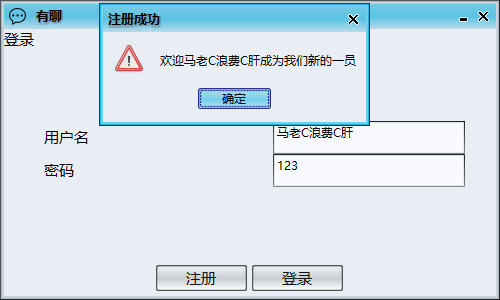 有聊
注册成功
登录
欢迎马老C浪费C肝成为我们新的一员
确定
用户名
马老C浪费C肝
密码
123
注册
登录